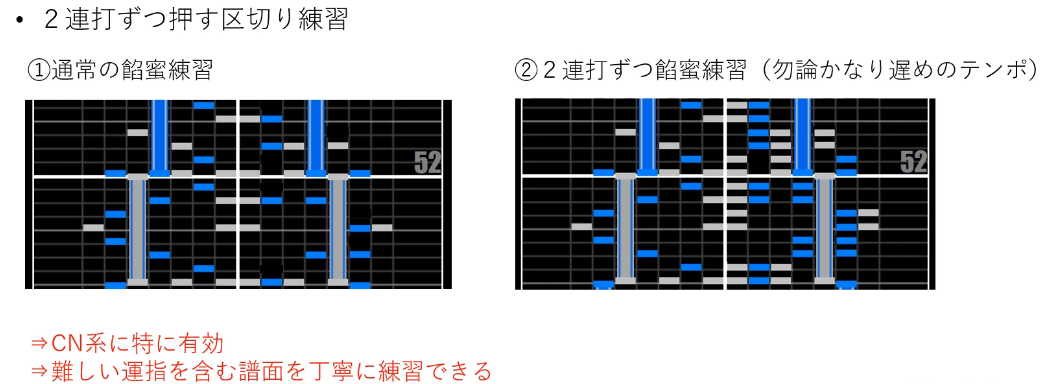 • ２連打ずつ押す区切り練習
①通常の餡蜜練習
②２連打ずつ餡蜜練習（勿論かなり遅めのテンポ）
52
52
⇒CN系に特に有効
⇒難しい運指を含む譜面を丁寧に練習できる